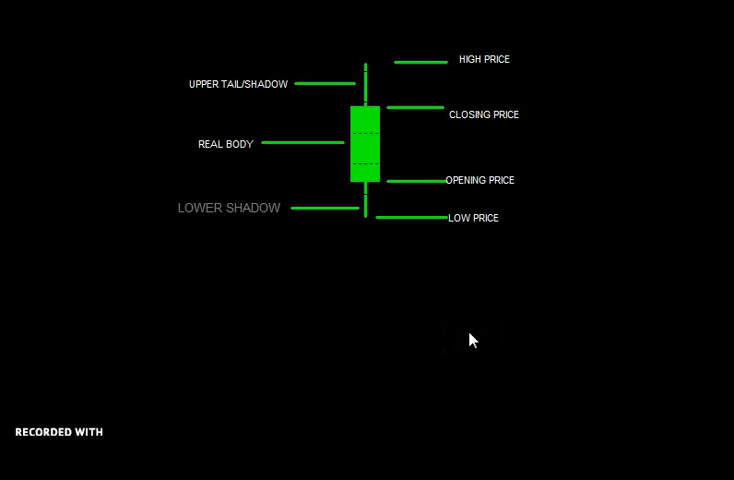 HIGH PRICE
UPPER TAIL/SHADOW
CLOSING PRICE
REAL BODY
OPENING PRICE
LOWER SHADOW
LOW PRICE
RECORDED WITH